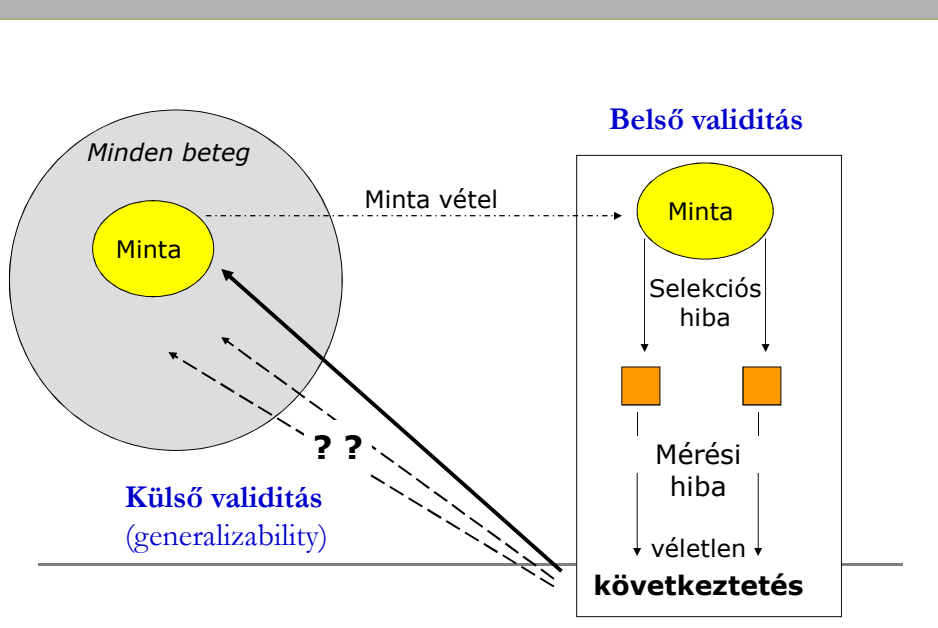 Belső validitás
Minden beteg
Minta vétel
Minta
Minta
Selekciós
hiba
? ?
Mérési
hiba
Külső validitás
(generalizability)
véletlen
következtetés